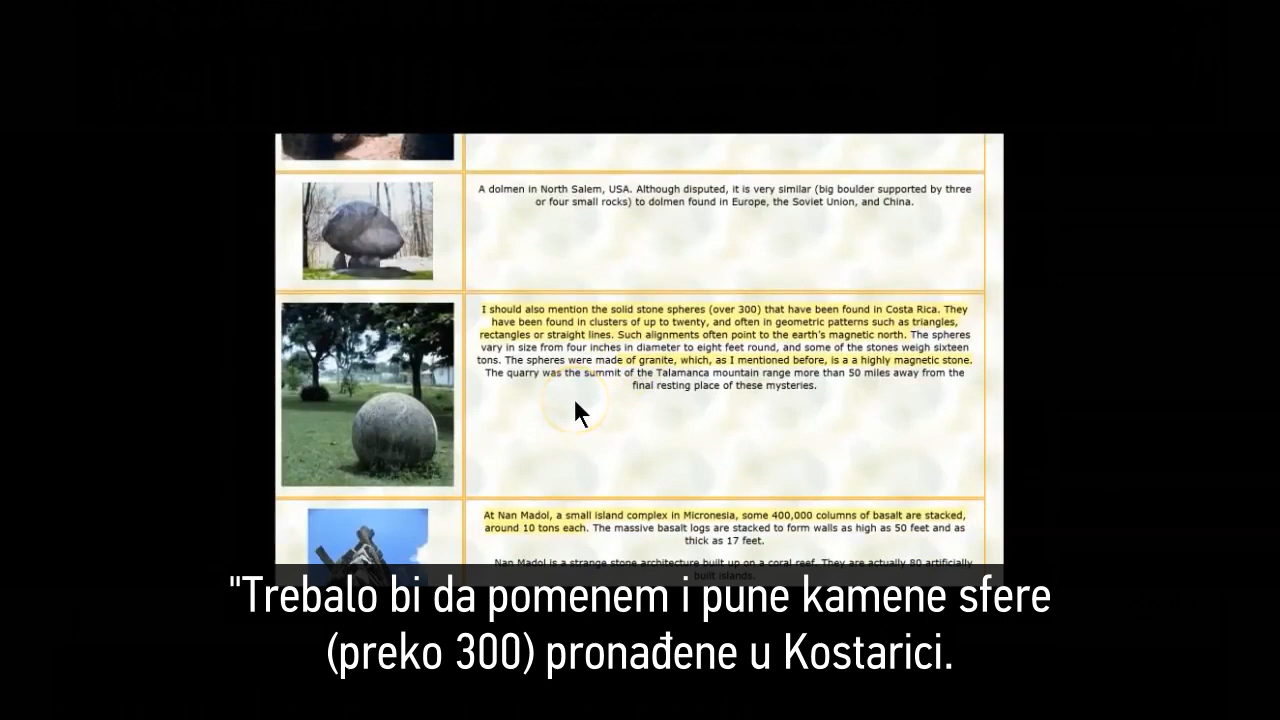 A dolmen in North Salem, USA. Although disputed, it is very similar (big boulder supported by three
or four small rocks) to dolmen found in Europe, the Soviet Union, and China.
I should also mention the solid stone spheres (over 300) that have been found in Costa Rica. They
have been found in clusters of up to twenty, and often in geometric patterns such as triangles,
rectangles or straight lines. Such alignments often point to the earth's magnetic north. The spheres
vary in size from four inches in diameter to eight feet round, and some of the stones weigh sixteen
tons. The spheres were made of granite, which, as I mentioned before, is a a highly magnetic stone.
The quarry was the summit of the Talamanca mountain range more than 50 miles away from the
final resting place of these mysteries.
At Nan Madol, a small island complex in Micronesia, some 400,000 columns of basalt are stacked,
around 10 tons each. The massive basalt logs are stacked to form walls as high as 50 feet and as
thick as 17 feet.
Nan Madol is a strange stone architecture built up on a coral reef. They are actually 80 artificially
built islands.
"Trebalo bi da pomenem i pune kamene sfere
(preko 300) pronađene u Kostarici.